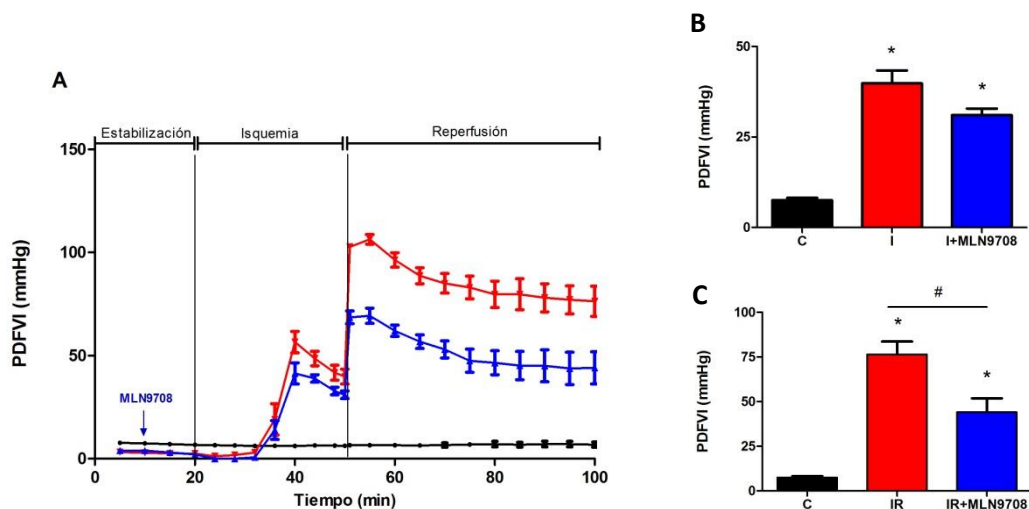 A
Estabilización
Isquemia
Reperfusión
150
100
50
0
PDFVI (mmHg)
MLN9708
0
20
40
60
80
100
Tiempo (min)
B
50
25
0
PDFVI (mmHg)
*
*
C
I
I+MLN9708
C
100
75
50
25
0
PDFVI (mmHg)
#
*
*
C
IR
IR+MLN9708